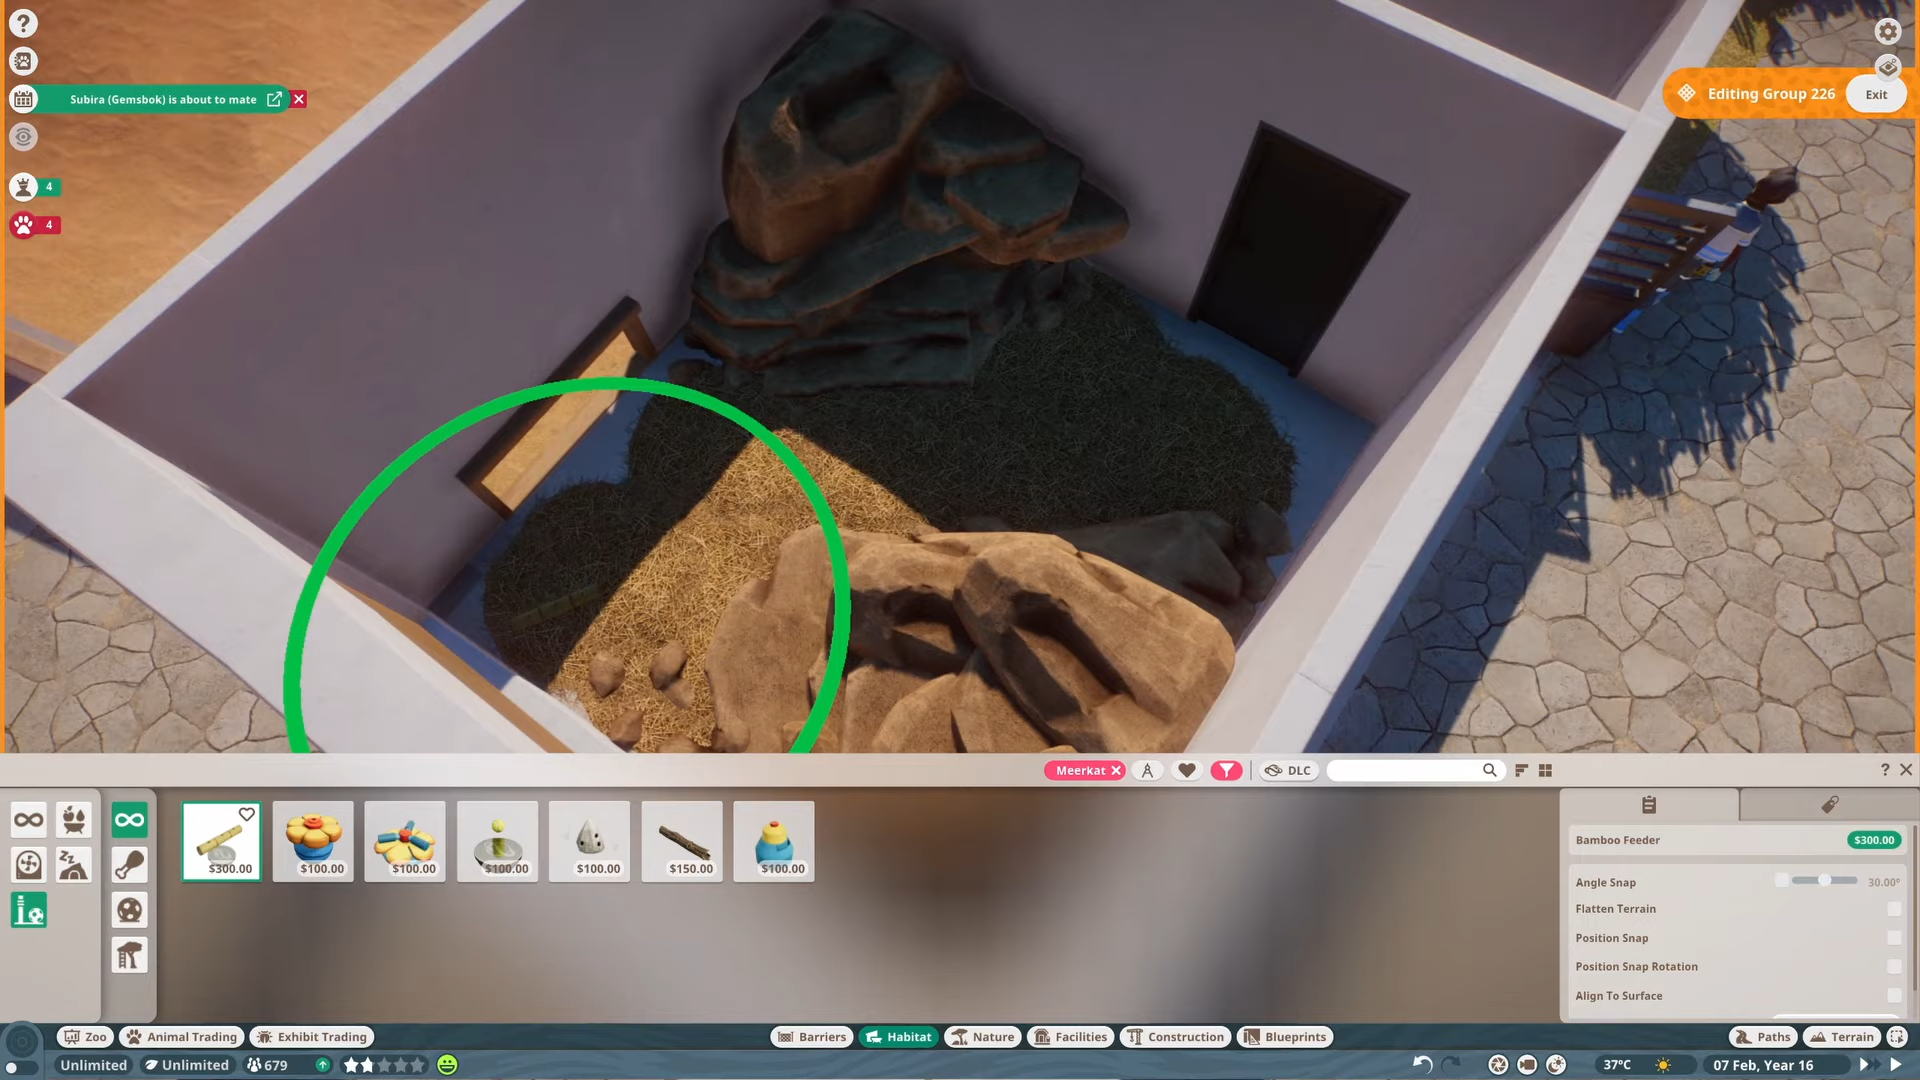 ?
Subira (Gemsbok) is about to mate
4
4
Editing Group 226
Exit
Meerkat
DLC
?
$300.00
$100.00
$100.00
$100.00
$100.00
$150.00
$100.00
Bamboo Feeder
$300.00
Angle Snap
30.00°
Flatten Terrain
Position Snap
Position Snap Rotation
Align To Surface
Zoo
Animal Trading
Exhibit Trading
Barriers
Habitat
Nature
Facilities
Construction
Blueprints
Paths
Terrain
Unlimited
Unlimited
679
37°C
07 Feb, Year 16